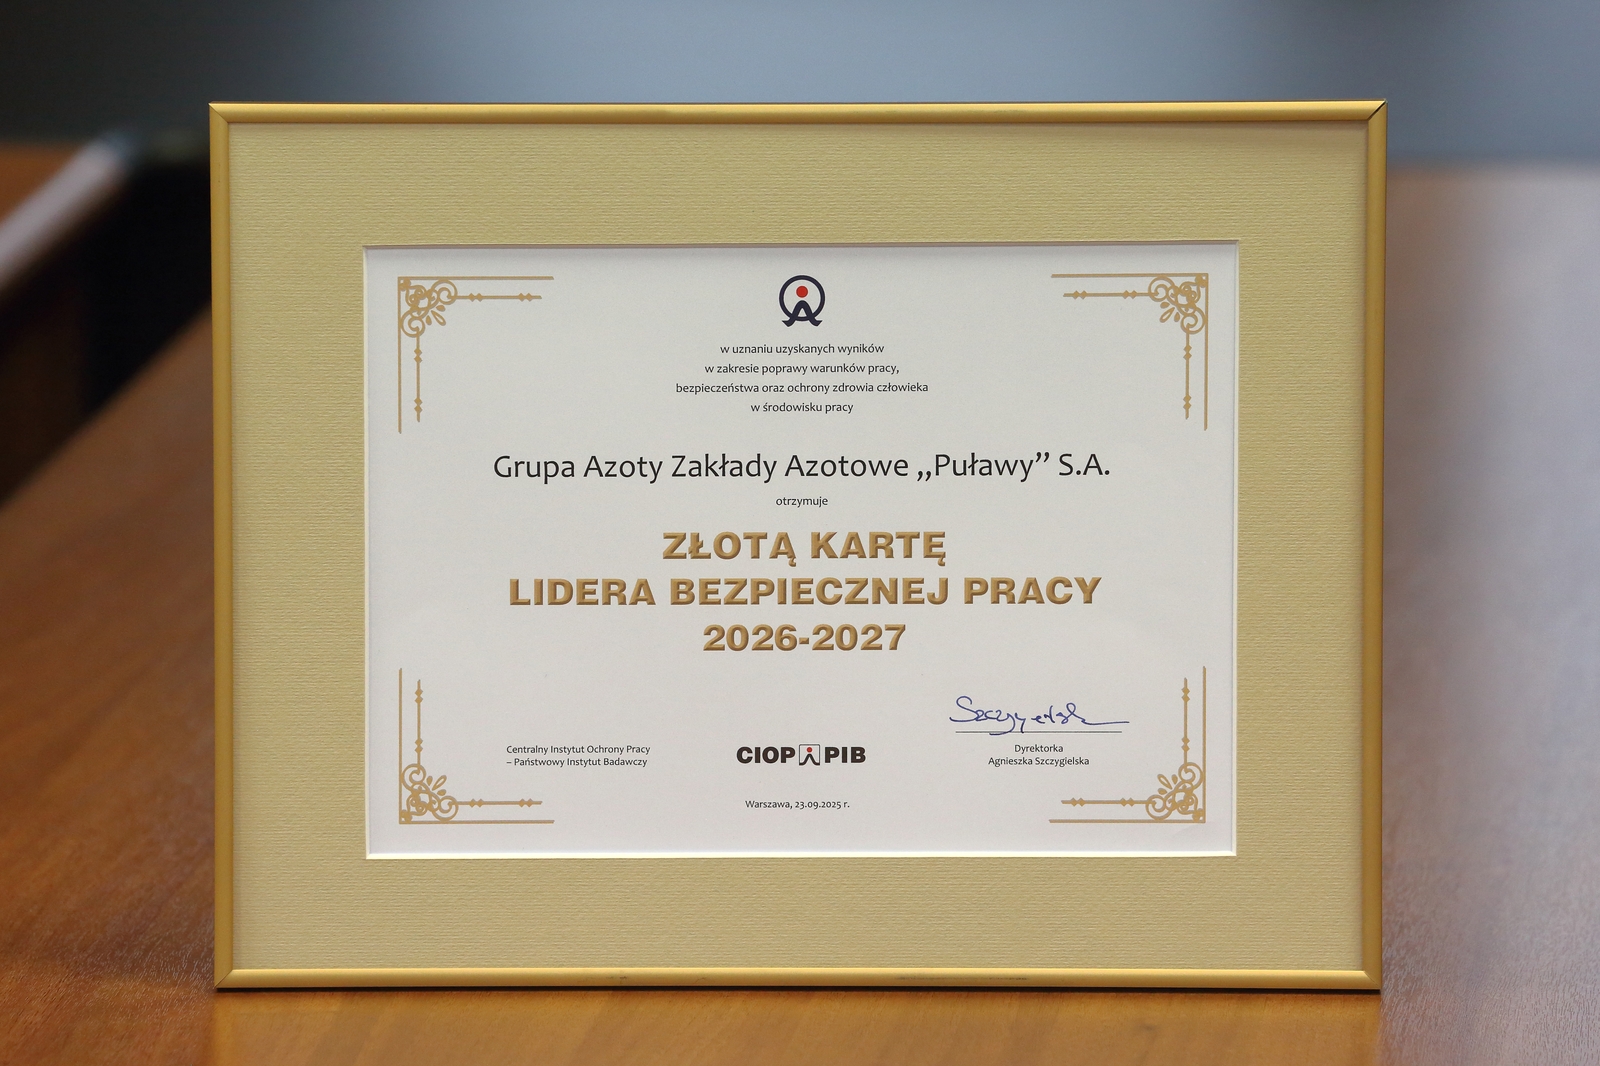 w uznaniu uzyskanych wyników
w zakresie poprawy warunków pracy,
bezpieczeństwa oraz ochrony zdrowia człowieka
w środowisku pracy
Grupa Azoty Zakłady Azotowe „Puławy” S.A.
otrzymuje
ZŁOTĄ KARTĘ
LIDERA BEZPIECZNEJ PRACY
2026-2027
Centralny Instytut Ochrony Pracy
– Państwowy Instytut Badawczy
CIOP PIB
Dyrektorka
Agnieszka Szczygielska
Warszawa, 23.09.2025 r.